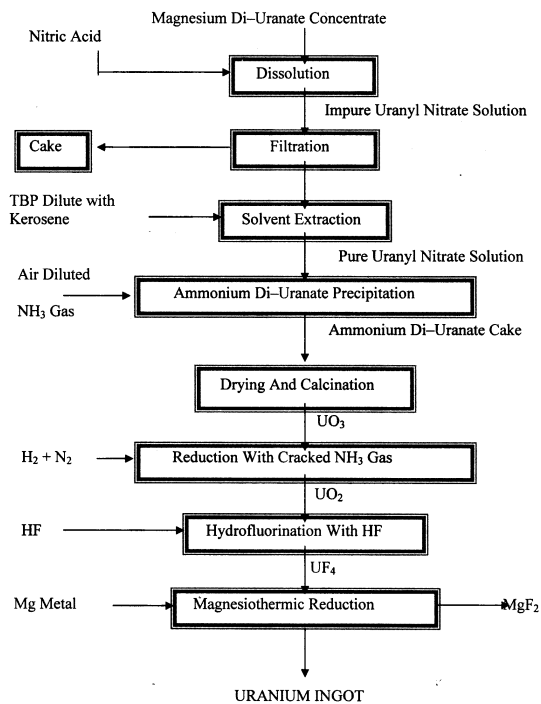 Magnesium Di–Uranate Concentrate
Nitric Acid
Dissolution
Impure Uranyl Nitrate Solution
Cake
Filtration
TBP Dilute with
Kerosene
Solvent Extraction
Pure Uranyl Nitrate Solution
Air Diluted
NH₃ Gas
Ammonium Di–Uranate Precipitation
Ammonium Di–Uranate Cake
Drying And Calcination
UO₃
H₂ + N₂
Reduction With Cracked NH₃ Gas
UO₂
HF
Hydrofluorination With HF
UF₄
Mg Metal
Magnesiothermic Reduction
MgF₂
URANIUM INGOT